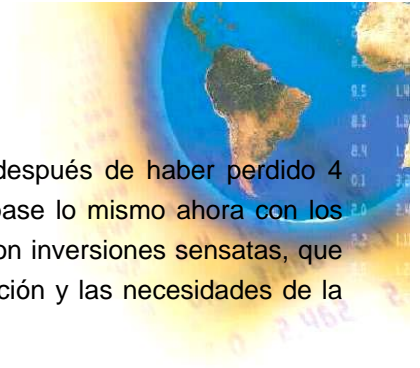 después de haber perdido 4
pase lo mismo ahora con los
on inversiones sensatas, que
ción y las necesidades de la